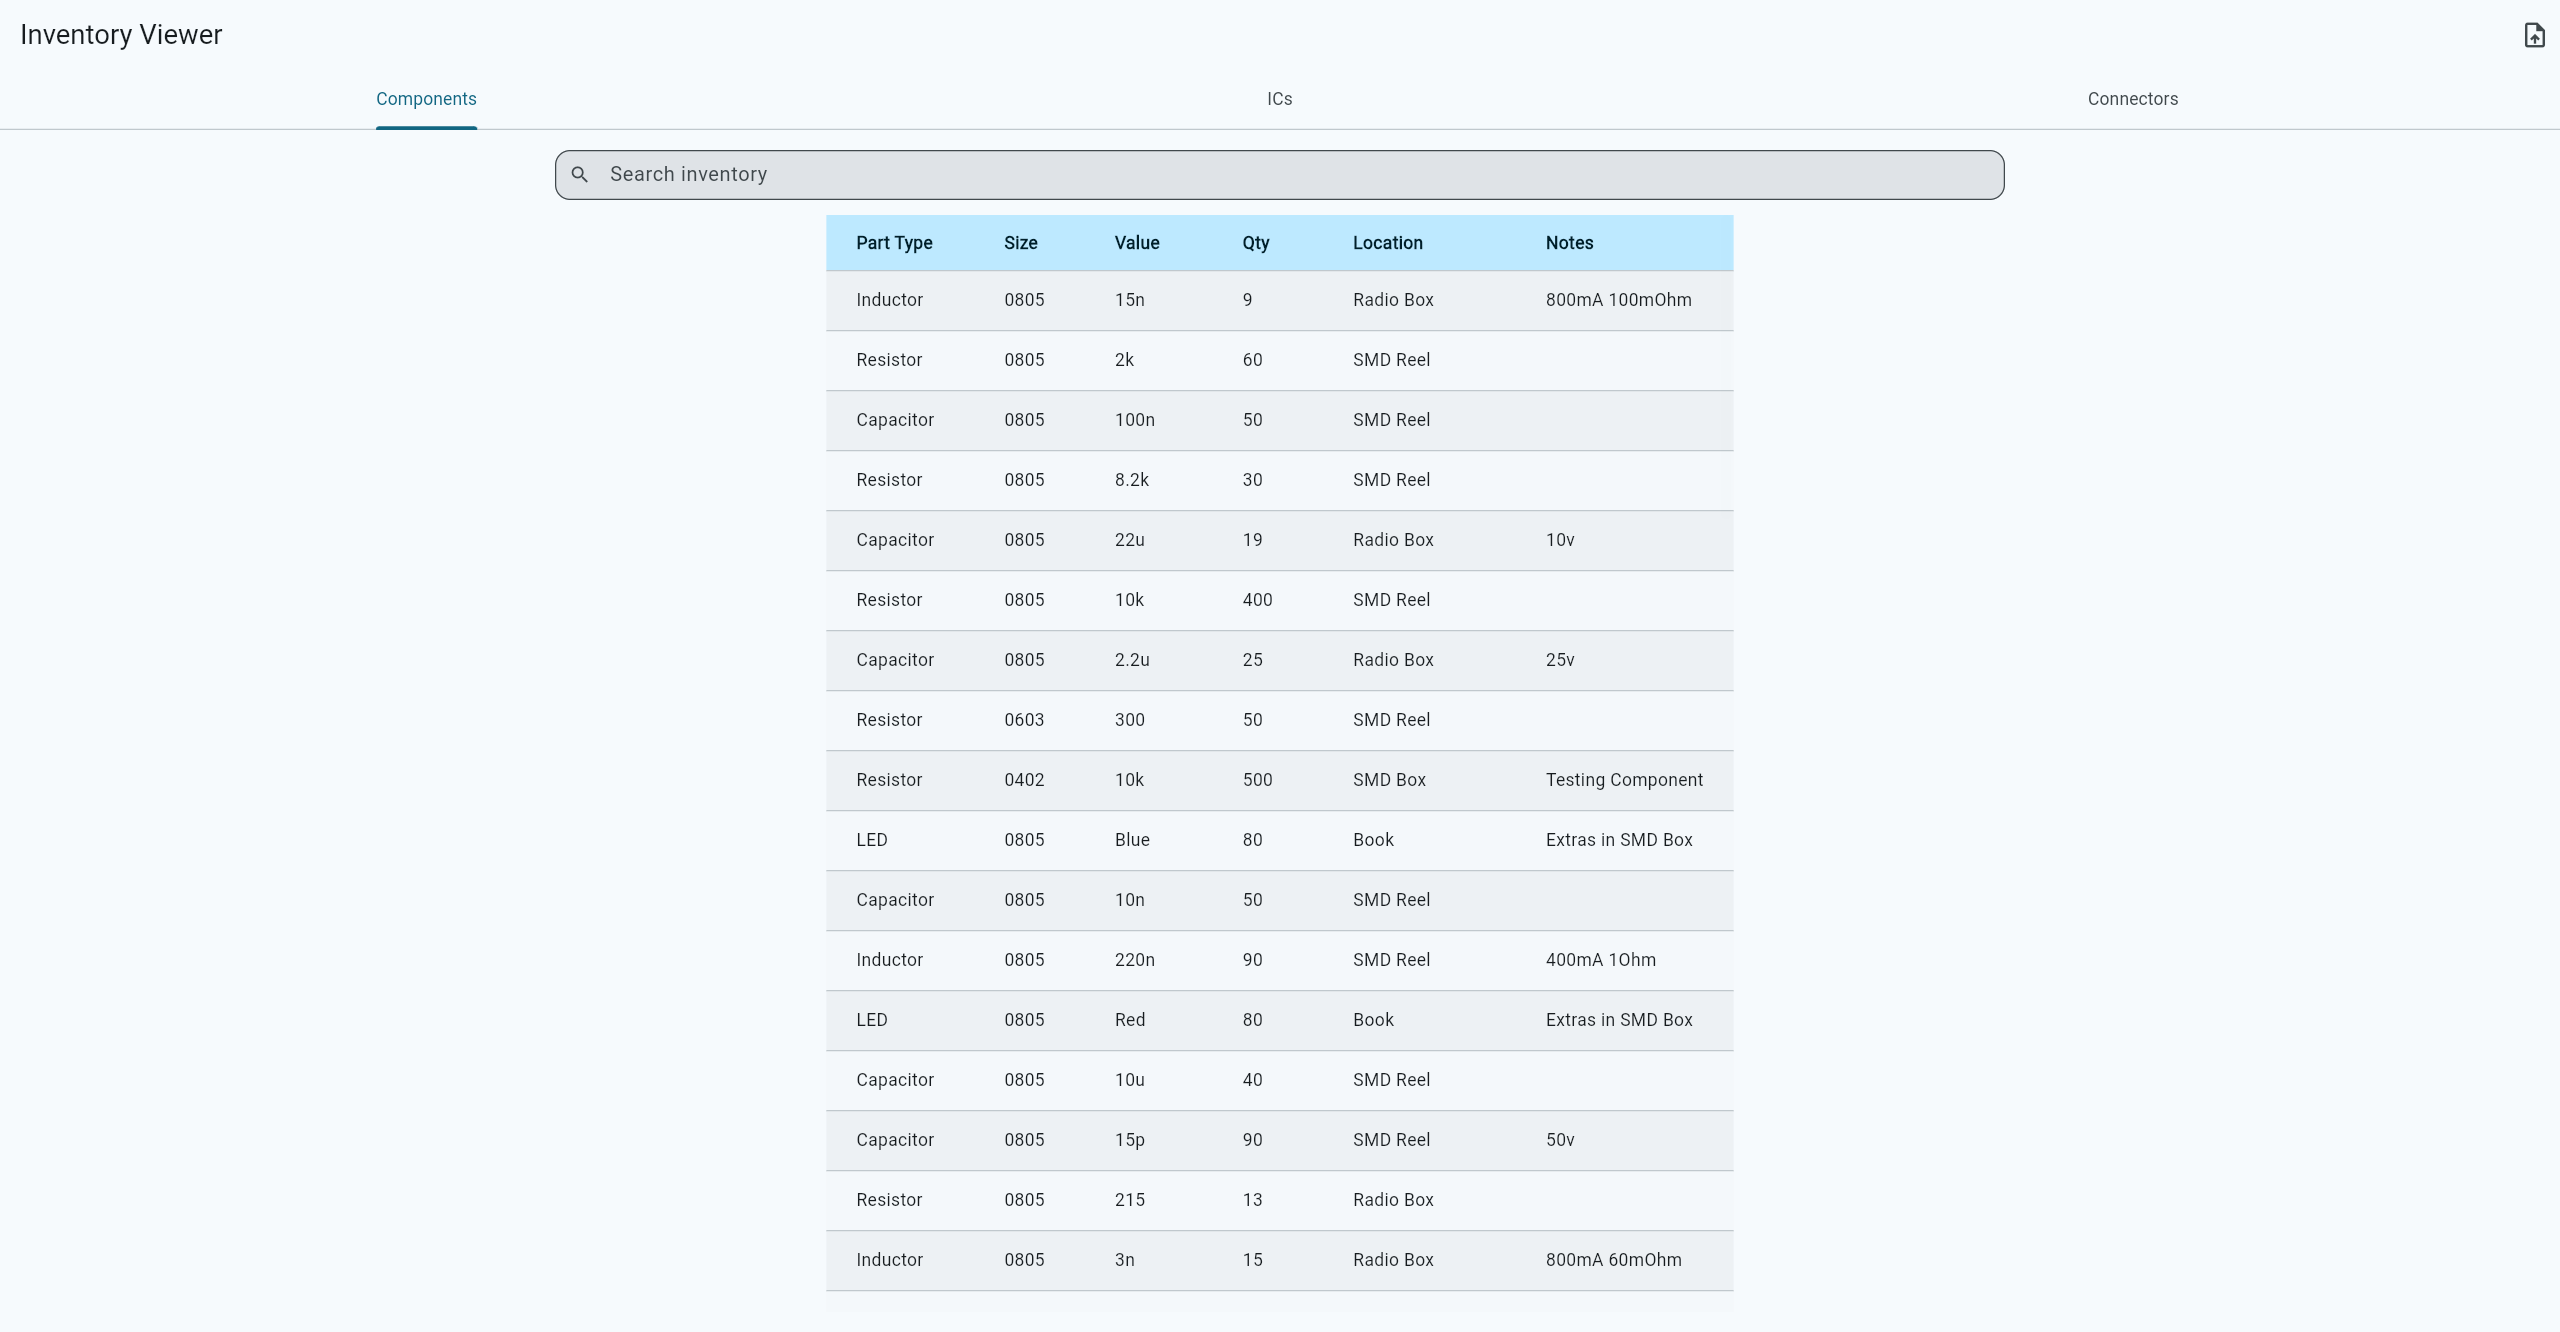 Inventory Viewer
Components ICs Connectors
Search inventory
Part Type Size Value Qty Location Notes
Inductor 0805 15n 9 Radio Box 800mA 100mOhm
Resistor 0805 2k 60 SMD Reel
Capacitor 0805 100n 50 SMD Reel
Resistor 0805 8.2k 30 SMD Reel
Capacitor 0805 22u 19 Radio Box 10v
Resistor 0805 10k 400 SMD Reel
Capacitor 0805 2.2u 25 Radio Box 25v
Resistor 0603 300 50 SMD Reel
Resistor 0402 10k 500 SMD Box Testing Component
LED 0805 Blue 80 Book Extras in SMD Box
Capacitor 0805 10n 50 SMD Reel
Inductor 0805 220n 90 SMD Reel 400mA 1Ohm
LED 0805 Red 80 Book Extras in SMD Box
Capacitor 0805 10u 40 SMD Reel
Capacitor 0805 15p 90 SMD Reel 50v
Resistor 0805 215 13 Radio Box
Inductor 0805 3n 15 Radio Box 800mA 60mOhm